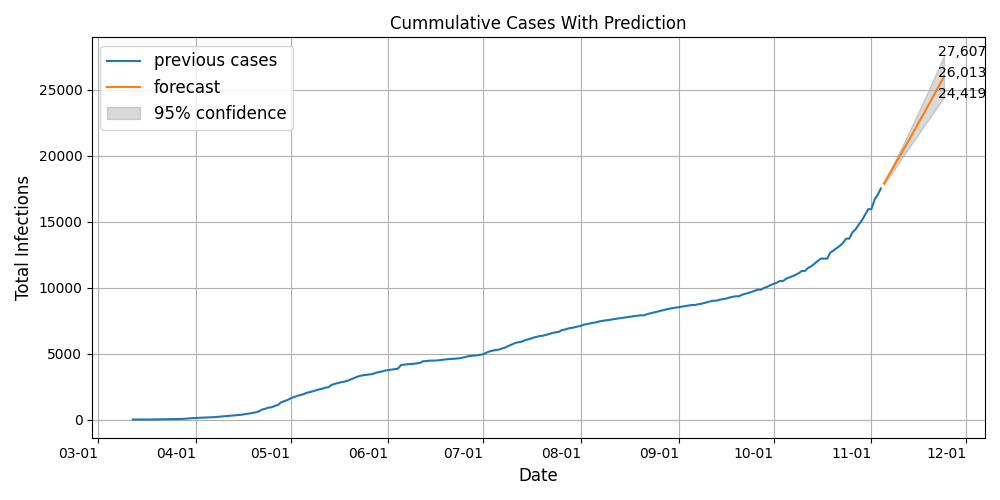 Cummulative Cases With Prediction
previous cases
forecast
95% confidence
27,607
26,013
24,419
25000
20000
15000
10000
5000
0
Total Infections
03-01 04-01 05-01 06-01 07-01 08-01 09-01 10-01 11-01 12-01
Date